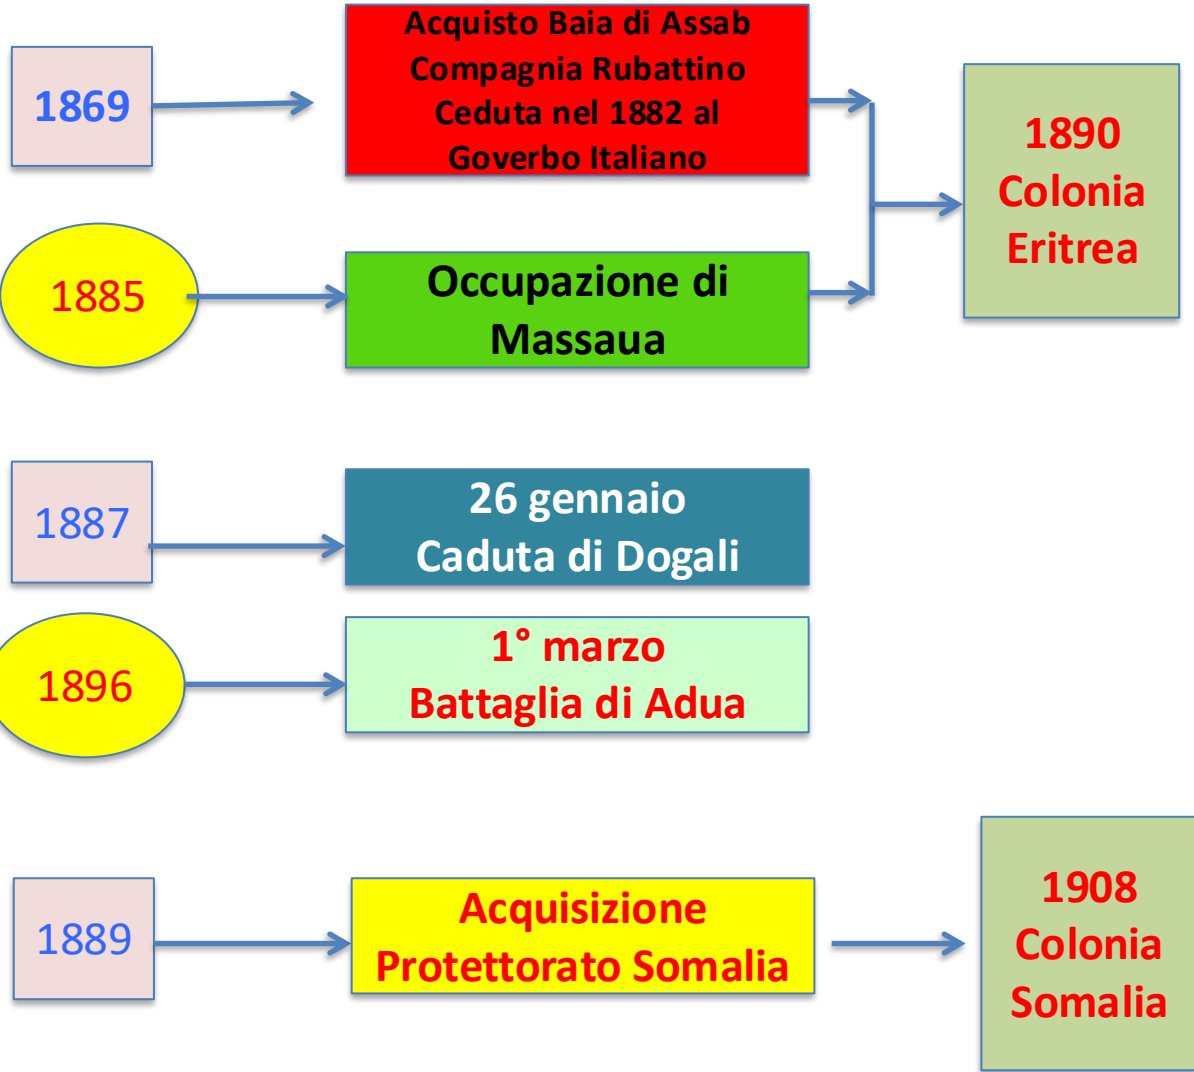 1869
Acquisto Baia di Assab
Compagnia Rubattino
Ceduta nel 1882 al
Goverbo Italiano
1890
Colonia
Eritrea
1885
Occupazione di
Massaua
1887
26 gennaio
Caduta di Dogali
1896
1° marzo
Battaglia di Adua
1889
Acquisizione
Protettorato Somalia
1908
Colonia
Somalia